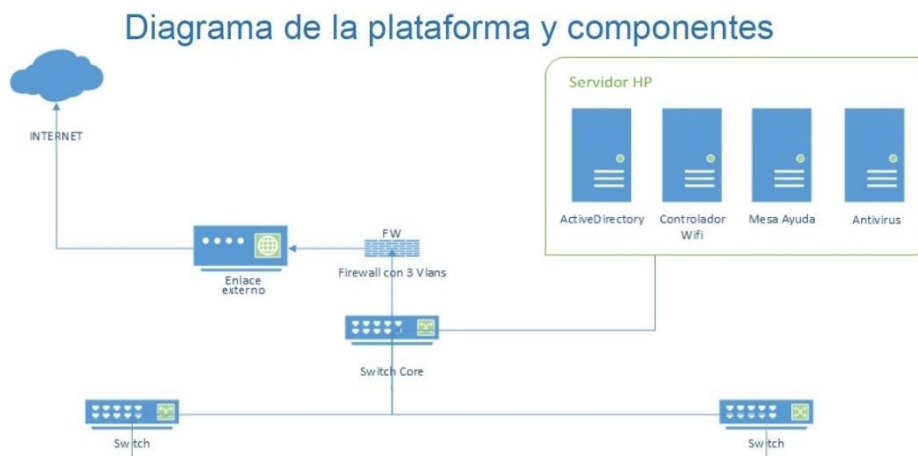 Diagrama de la plataforma y componentes
Servidor HP
INTERNET
ActiveDirectory
Controlador
Wifi
Mesa Ayuda
Antivirus
FW
Firewall con 3 Vlans
Enlace
externo
Switch Core
Switch
Switch